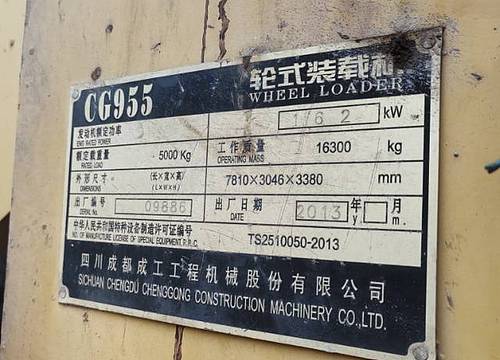 CG955 轮式装载机
WHEEL LOADER
发动机额定功率 162 kW
ENG RATED POWER
额定载重量 5000 Kg 工作质量 16300 kg
RATED LOAD OPERATING MASS
外形尺寸 (长×宽×高) 7810×3046×3380 mm
DIMENSIONS (L×W×H)
出厂编号 09886 出厂日期 2013 年 月
SERIAL No. DATE y. m.
中华人民共和国特种设备制造许可证编号 TS2510050-2013
NO. OF MANUFACTURE LICENSE OF SPECIAL EQUIPMENT,P.R.C.
四川成都成工工程机械股份有限公司
SICHUAN CHENGDU CHENGGONG CONSTRUCTION MACHINERY CO.,LTD.